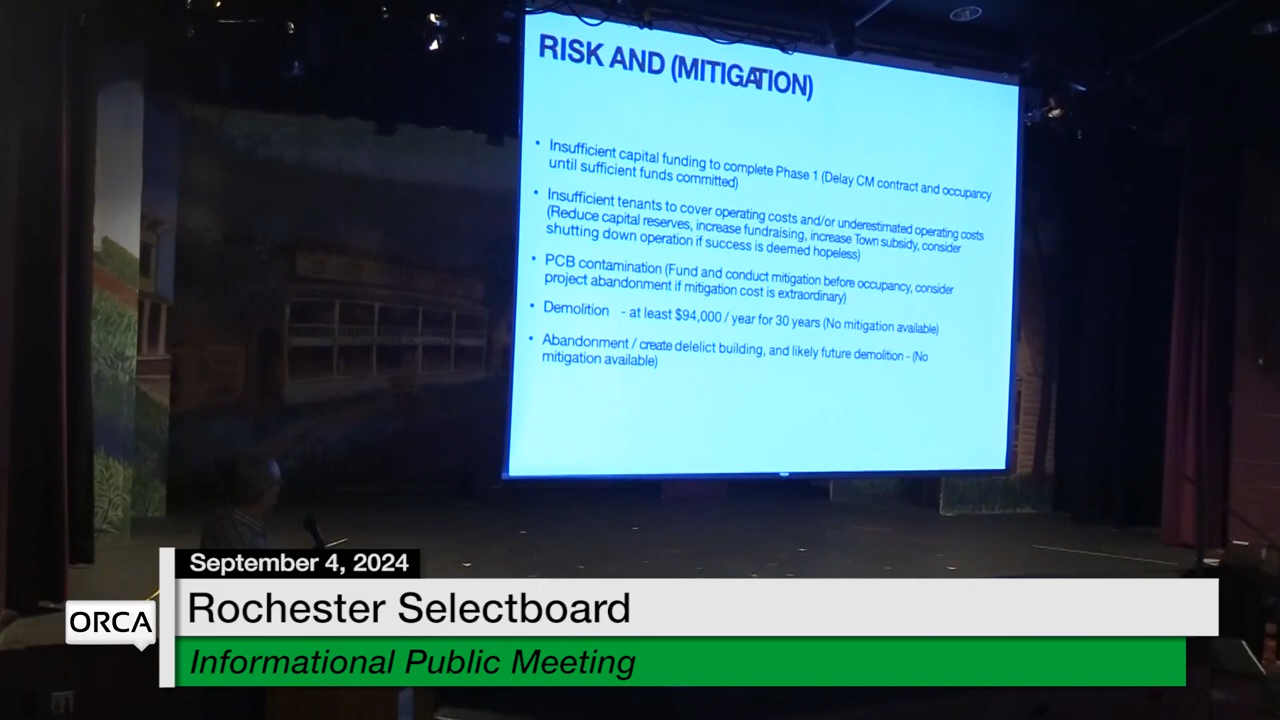 RISK AND (MITIGATION)
• Insufficient capital funding to complete Phase 1 (Delay CM contract and occupancy
until sufficient funds committed)
• Insufficient tenants to cover operating costs and/or underestimated operating costs
(Reduce capital reserves, increase fundraising, increase Town subsidy, consider
shutting down operation if success is deemed hopeless)
• PCB contamination (Fund and conduct mitigation before occupancy, consider
project abandonment if mitigation cost is extraordinary)
• Demolition - at least $94,000 / year for 30 years (No mitigation available)
• Abandonment / create delelict building, and likely future demolition - (No
mitigation available)
September 4, 2024
Rochester Selectboard
ORCA
Informational Public Meeting